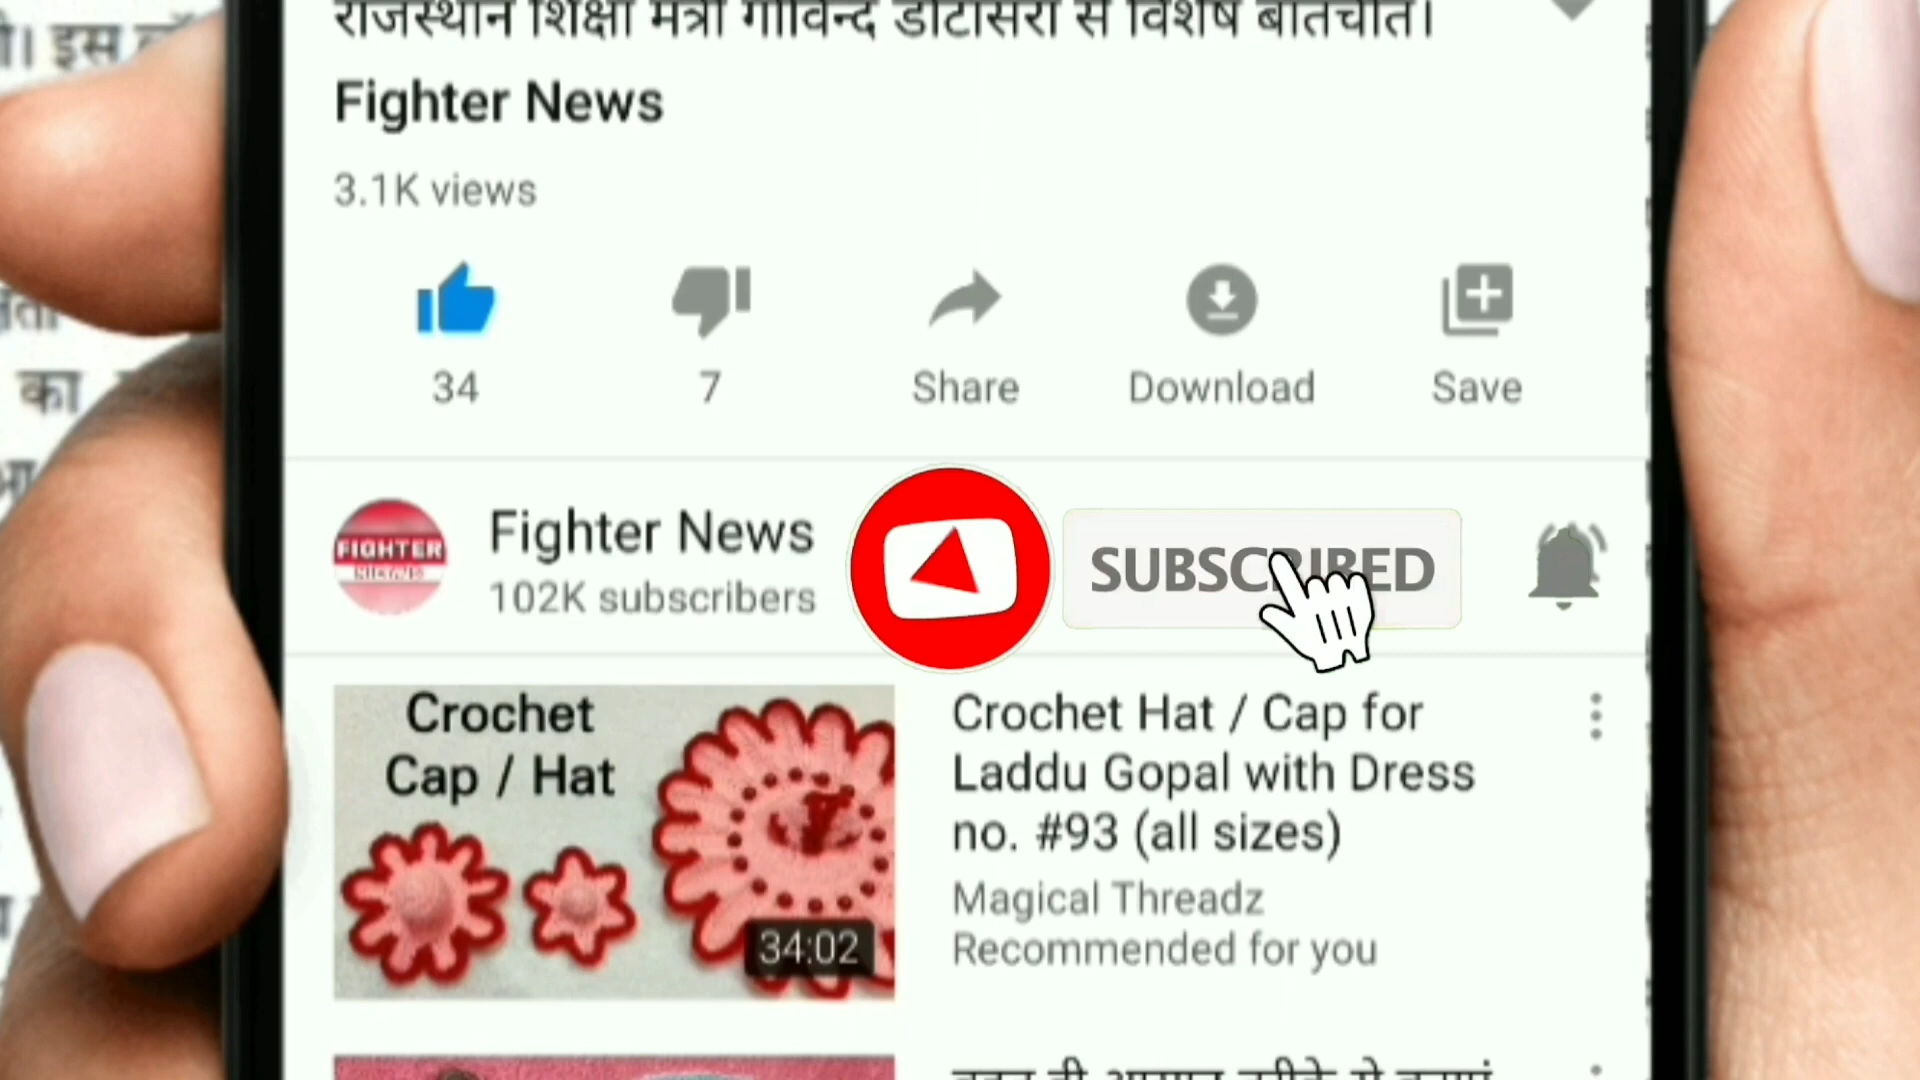 राजस्थान शिक्षा मंत्री गोविन्द डोटासरा से विशेष बातचीत।
Fighter News
3.1K views
34
7
Share
Download
Save
FIGHTER
Fighter News
102K subscribers
SUBSCRIBED
Crochet
Cap / Hat
34:02
Crochet Hat / Cap for
Laddu Gopal with Dress
no. #93 (all sizes)
Magical Threadz
Recommended for you
। इस
का